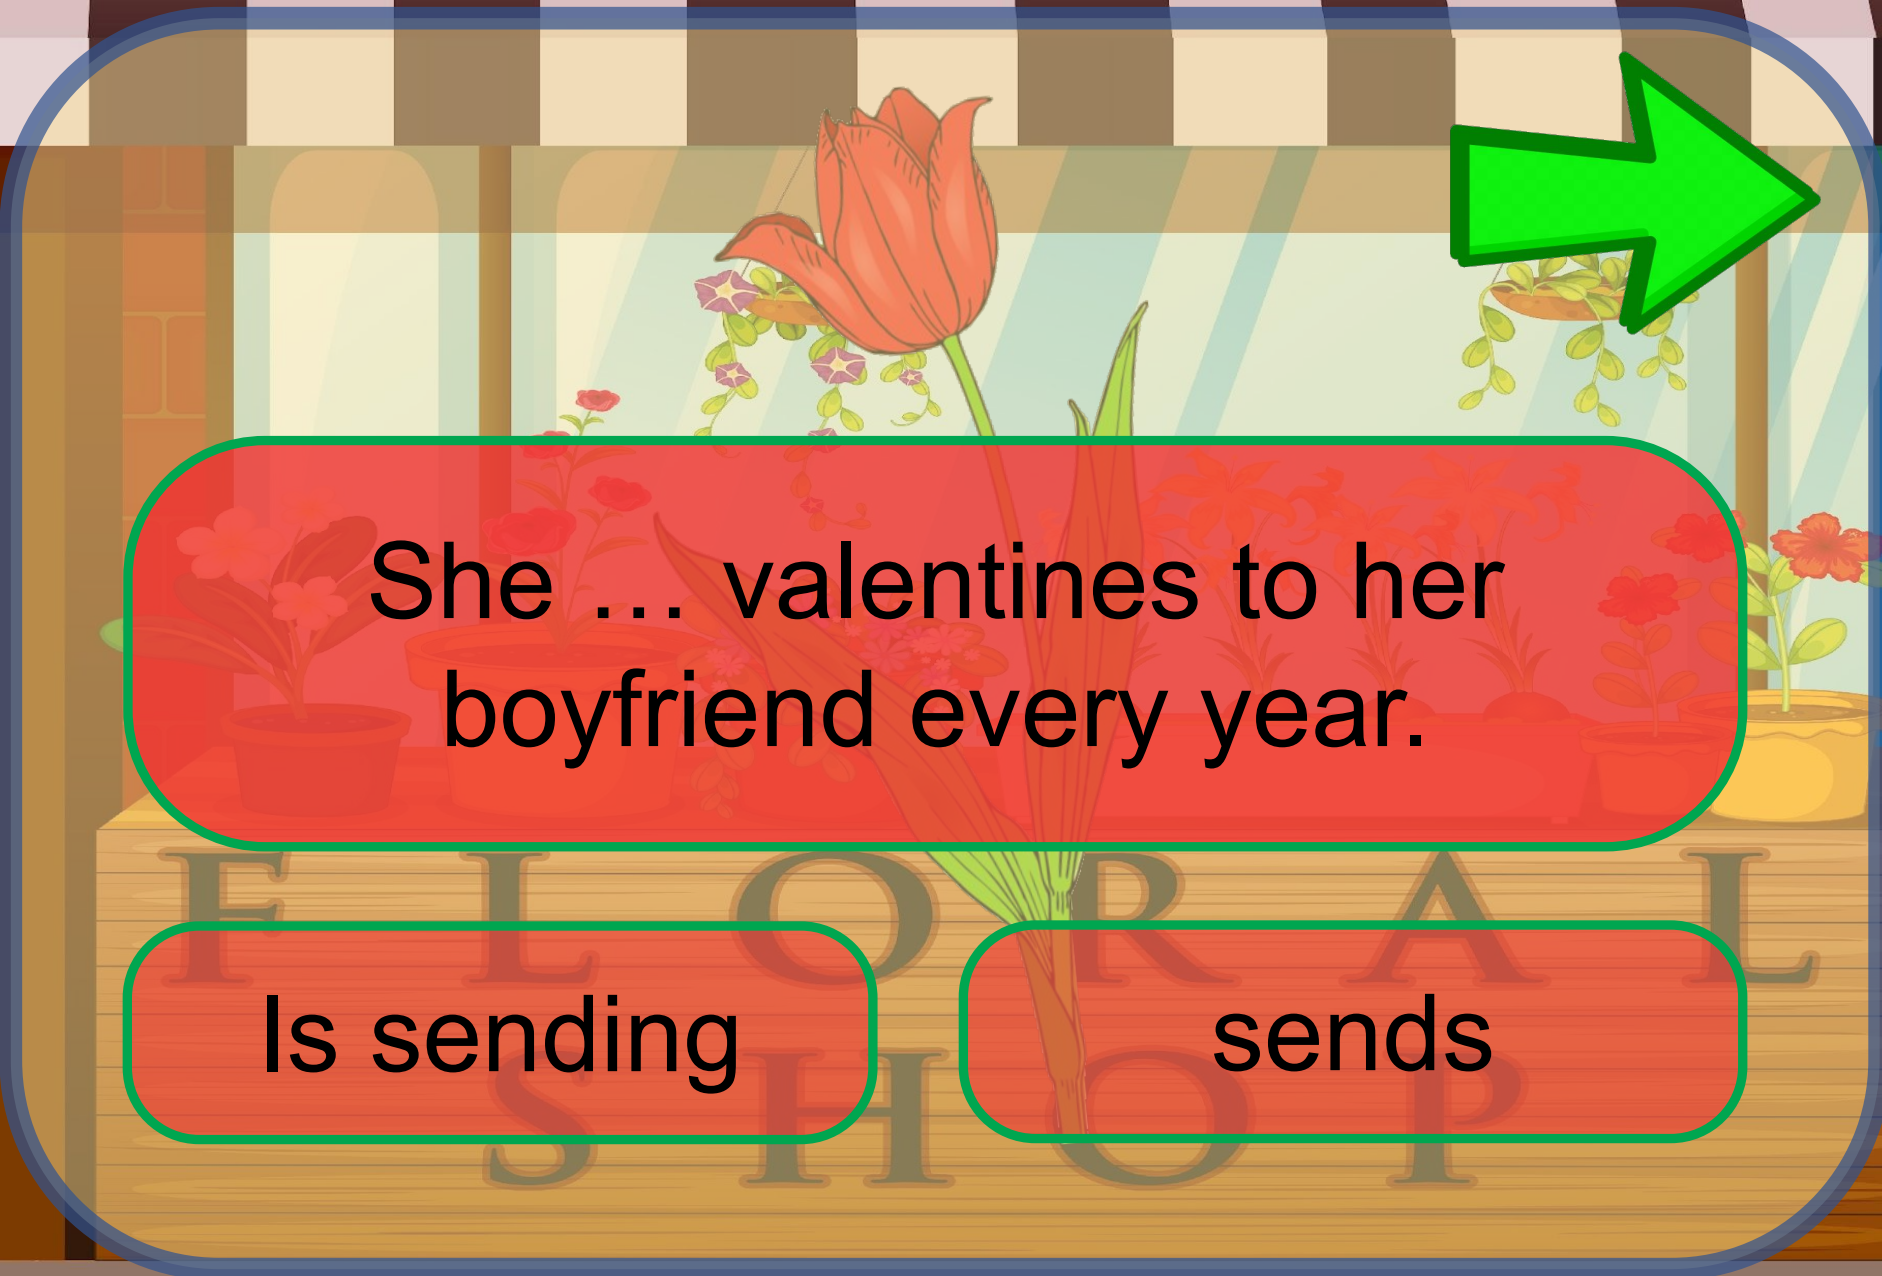 She … valentines to her
boyfriend every year.
FLORAL
Is sending
sends
SHOP